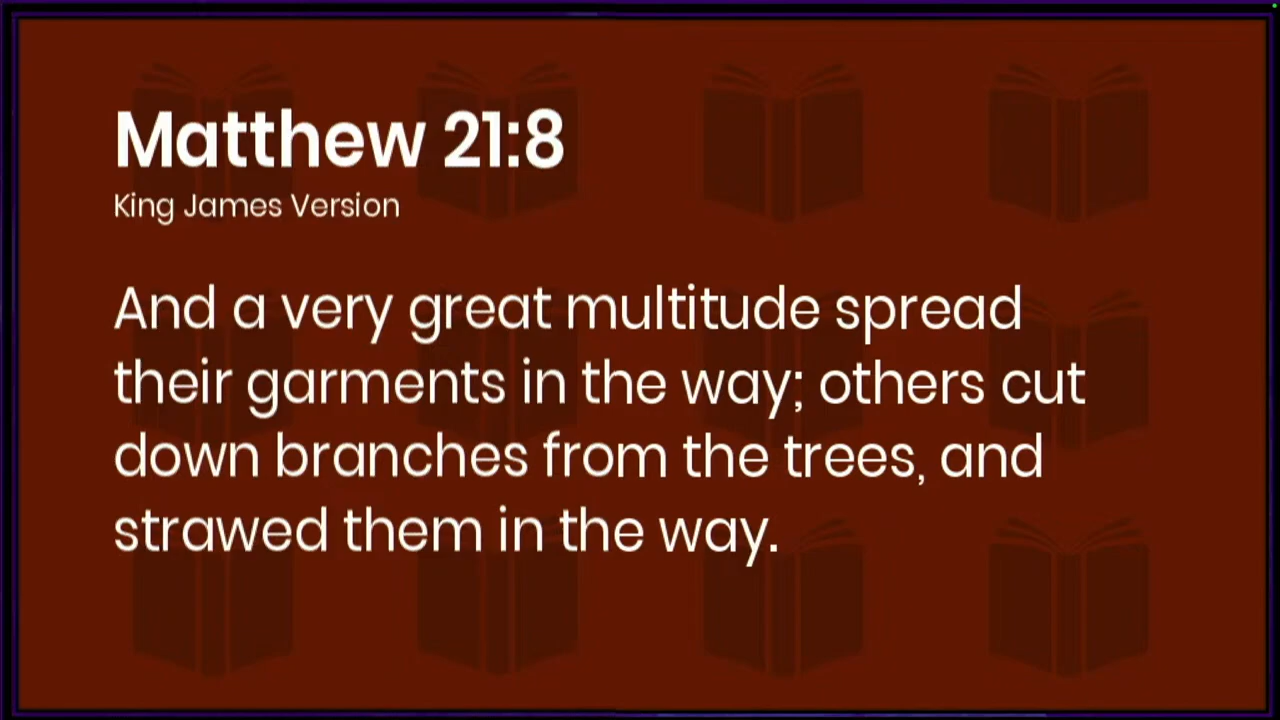 Matthew 21:8
King James Version
And a very great multitude spread
their garments in the way; others cut
down branches from the trees, and
strawed them in the way.